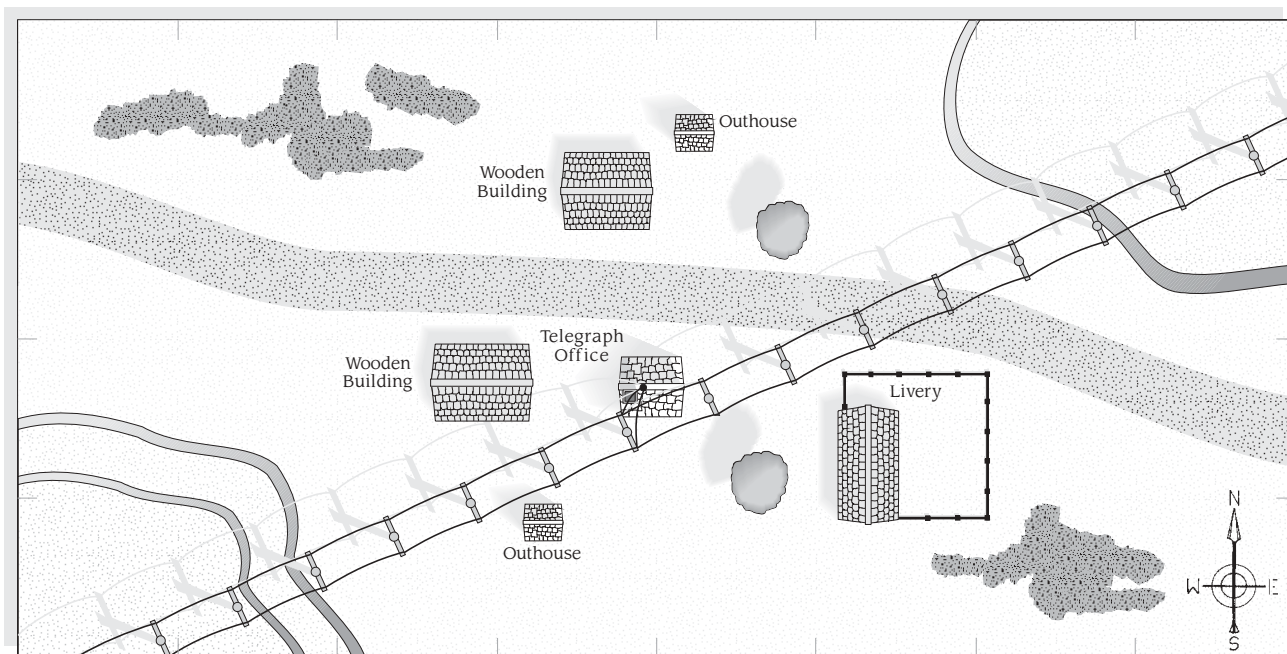 Outhouse
Wooden
Building
Telegraph
Office
Wooden
Building
Livery
Outhouse
N
W
E
S